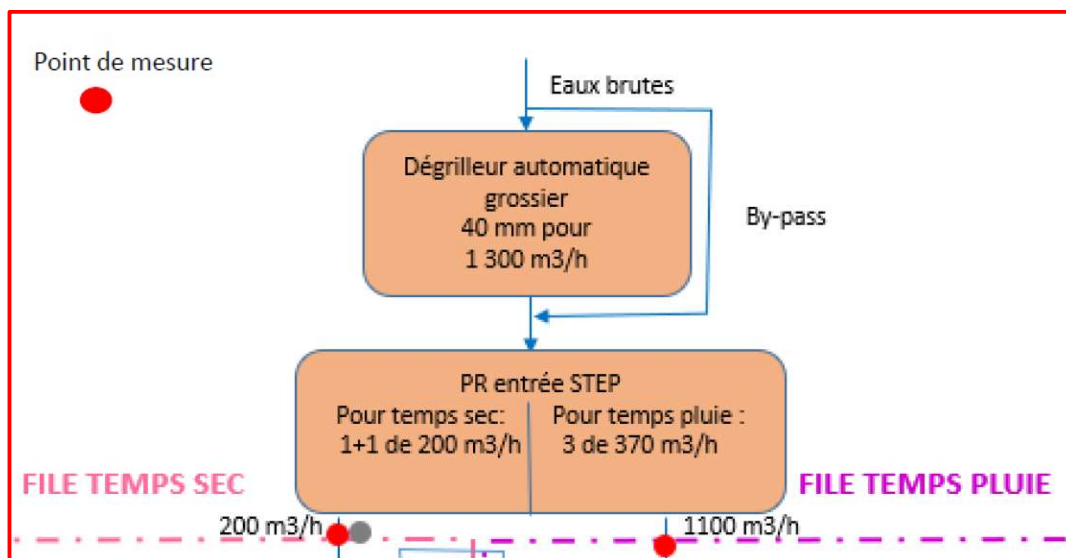 Point de mesure
Eaux brutes
Dégrilleur automatique
grossier
40 mm pour
1 300 m3/h
By-pass
PR entrée STEP
Pour temps sec:
1+1 de 200 m3/h
Pour temps pluie :
3 de 370 m3/h
FILE TEMPS SEC
FILE TEMPS PLUIE
200 m3/h
1100 m3/h